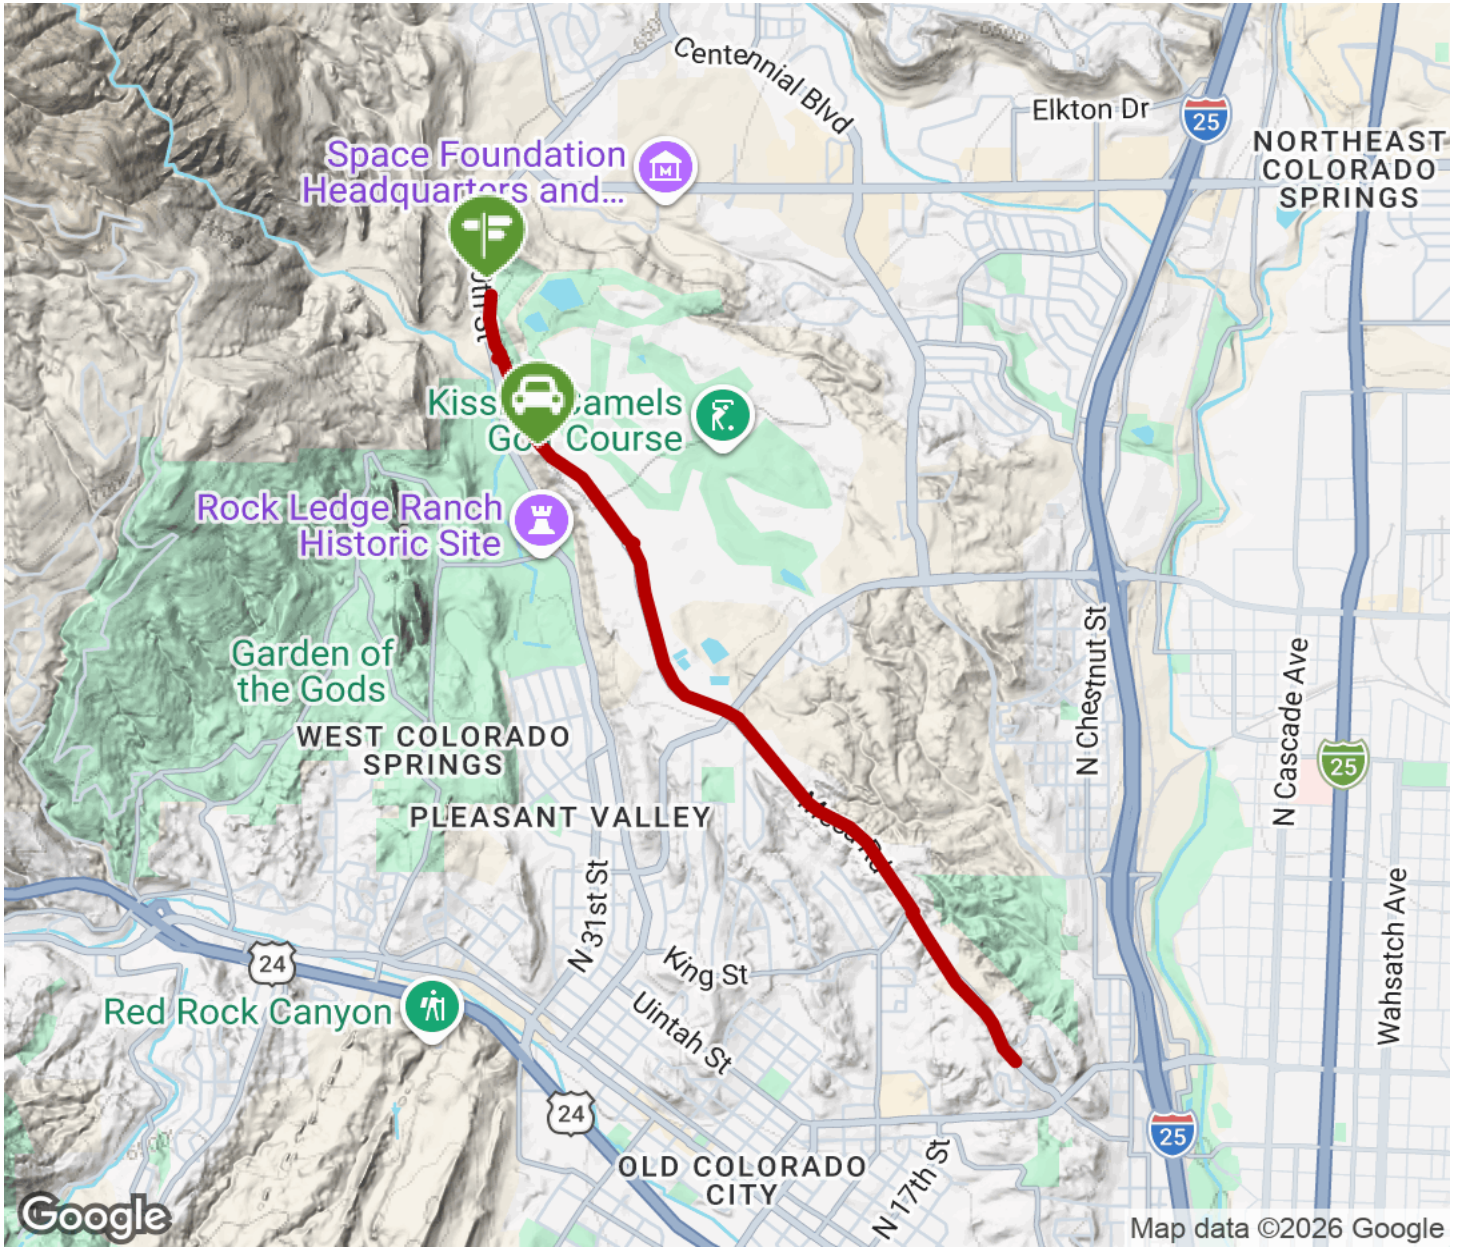 6500
Centennial Blvd
6500
Elkton Dr
25
NORTHEAST
COLORADO
SPRINGS
Space Foundation
Headquarters and...
M
St
Camels
Course
Rock Ledge Ranch
Historic Site
Garden of
the Gods
WEST COLORADO
SPRINGS
PLEASANT VALLEY
N Chestnut St
N Cascade Ave
25
Wahsatch Ave
N 31st St
King St
Uintah St
24
Red Rock Canyon
24
25
OLD COLORADO
CITY
N 17th St
Google
Map data ©2026 Google